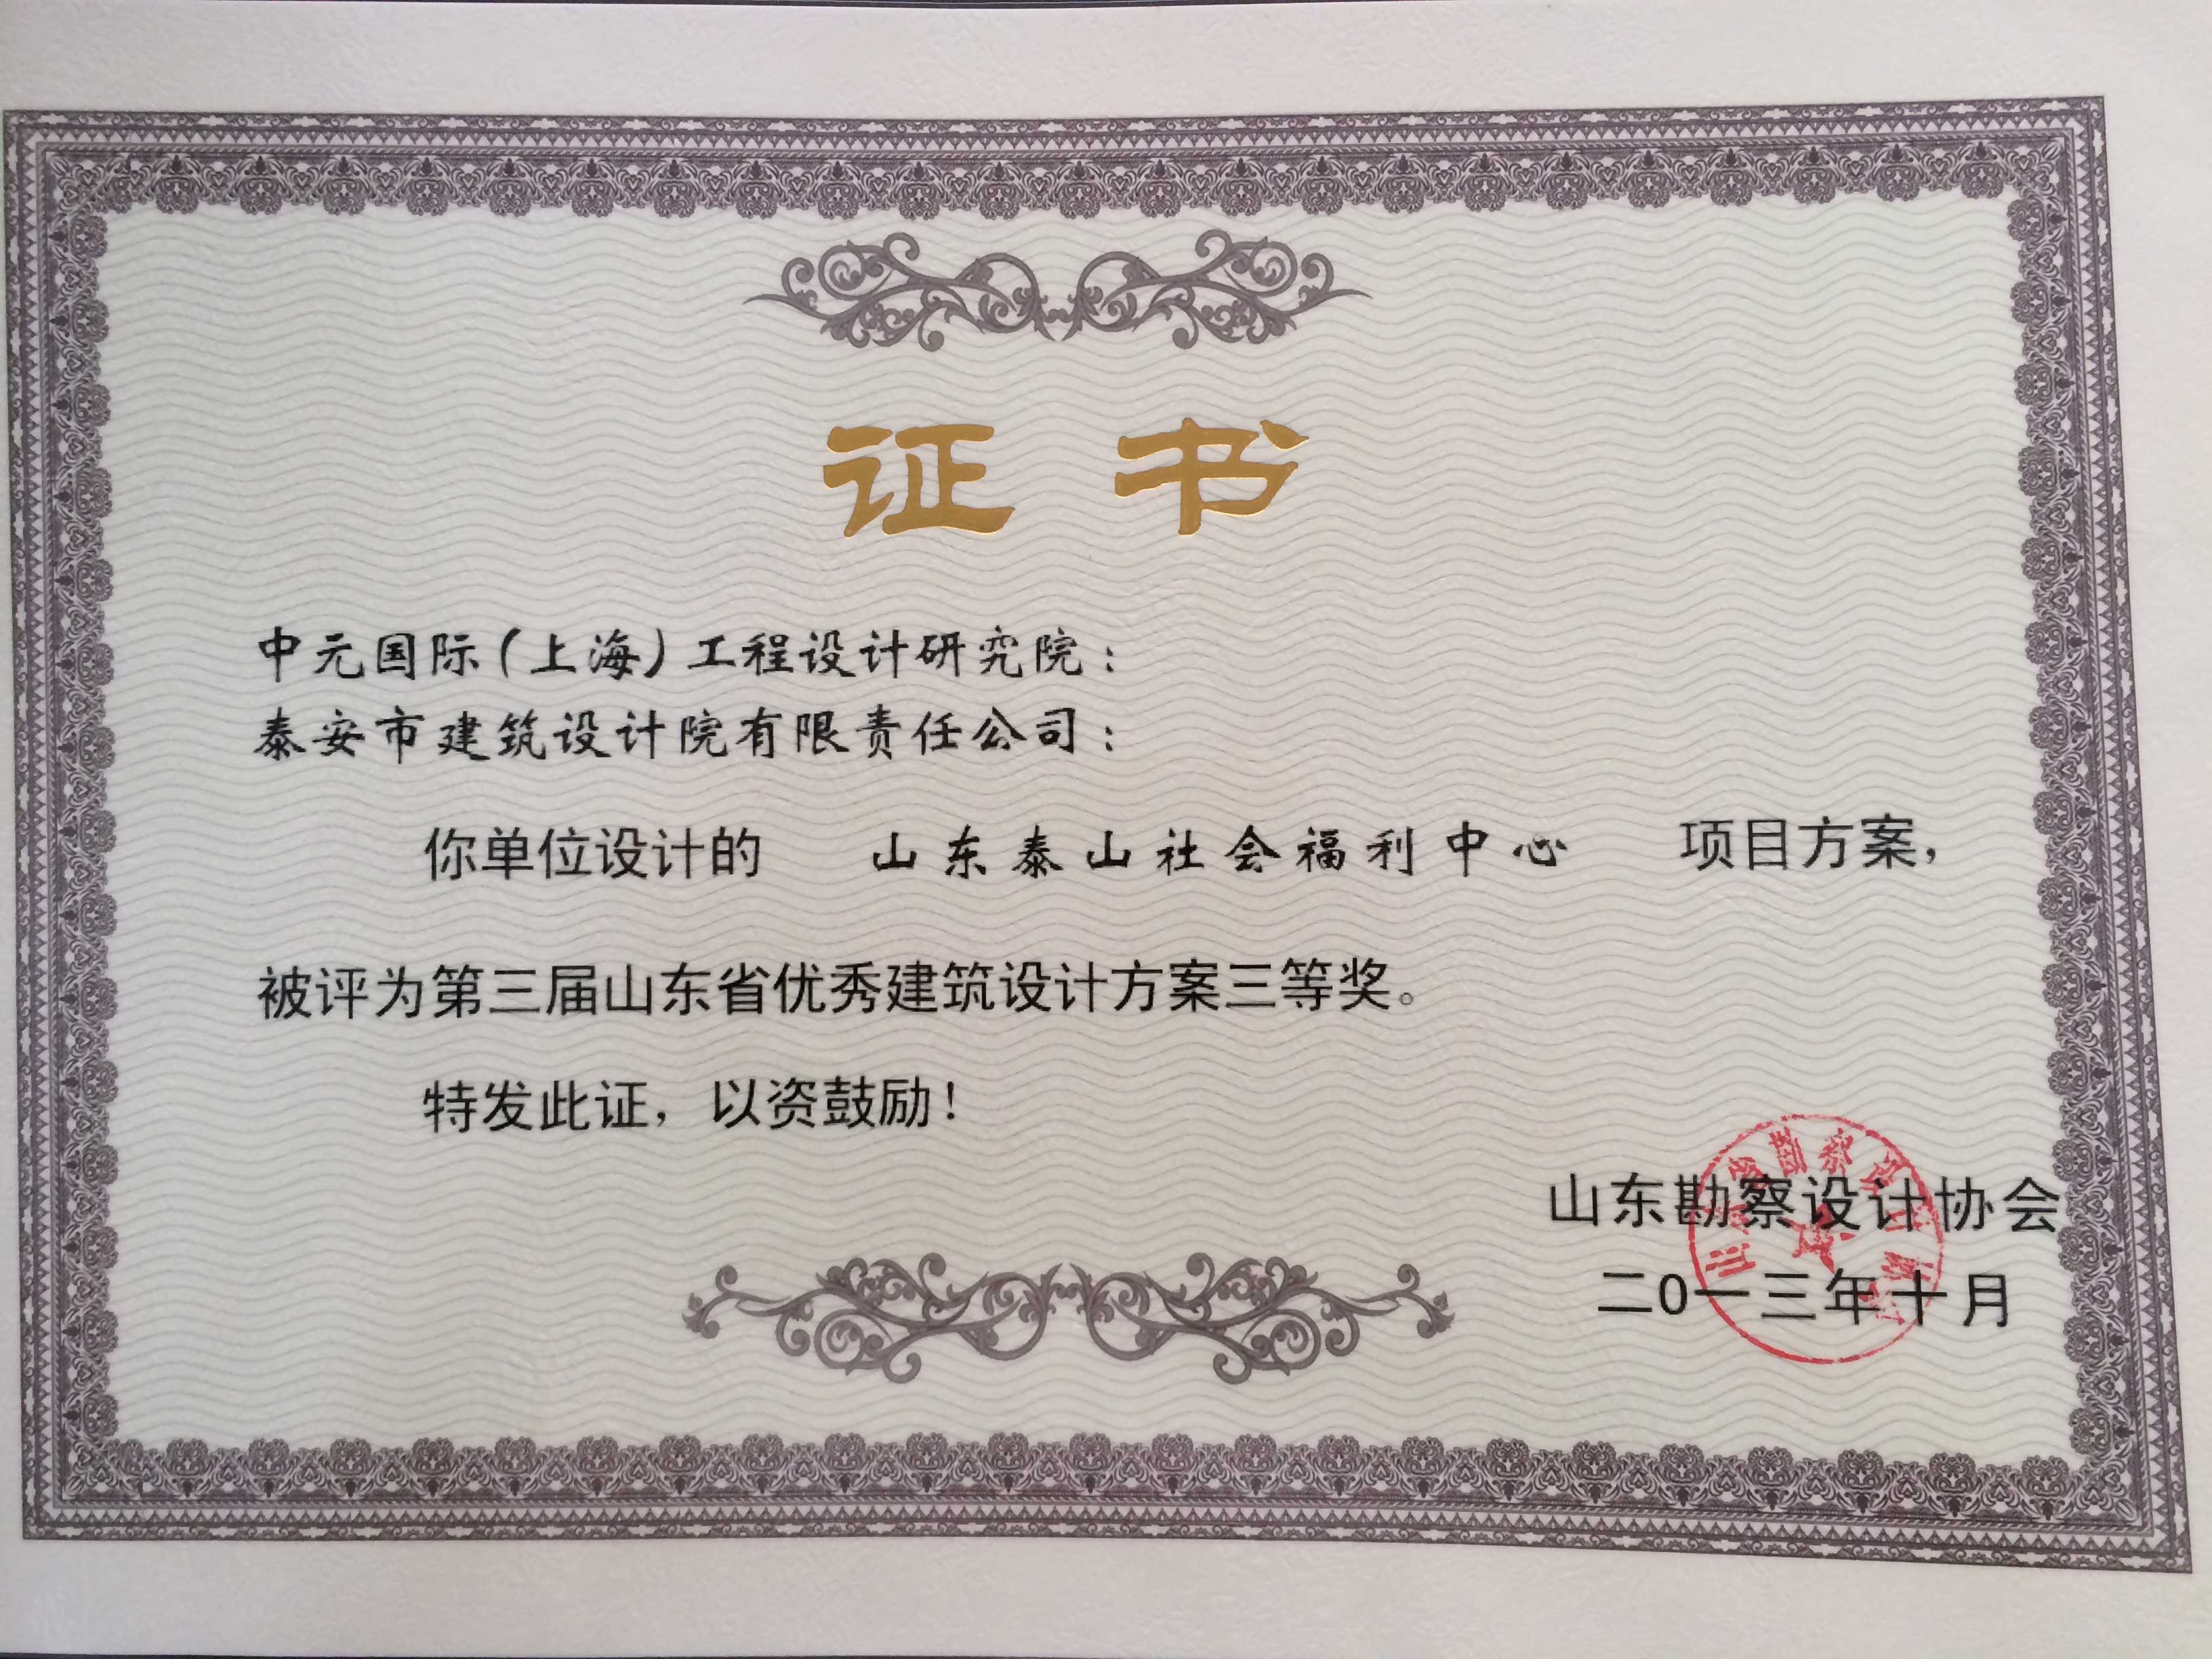 证书
中元国际(上海)工程设计研究院：
泰安市建筑设计院有限责任公司：
你单位设计的 山东泰山社会福利中心 项目方案，
被评为第三届山东省优秀建筑设计方案三等奖。
特发此证，以资鼓励！
山东勘察设计协会
二0一三年十月